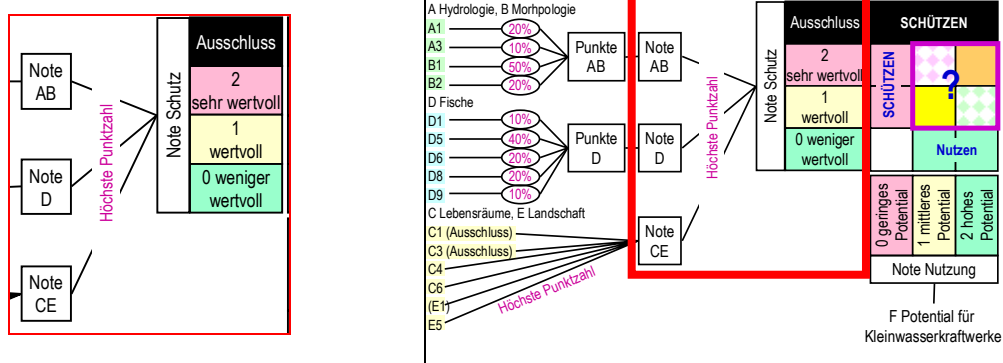 Note
AB
Note
D
Note
CE
Höchste Punktzahl
Note Schutz
Ausschluss
2
sehr wertvoll
1
wertvoll
0 weniger
wertvoll
A Hydrologie, B Morhpologie
A1
20%
A3
10%
B1
50%
B2
20%
Punkte
AB
D Fische
D1
10%
D5
40%
D6
20%
D8
20%
D9
10%
Punkte
D
C Lebensräume, E Landschaft
C1 (Ausschluss)
C3 (Ausschluss)
C4
C6
(E1)
E5
Höchste Punktzahl
Note
AB
Note
D
Note
CE
Höchste Punktzahl
Note Schutz
Ausschluss
2
sehr wertvoll
1
wertvoll
0 weniger
wertvoll
SCHÜTZEN
SCHÜTZEN
?
Nutzen
0 geringes
Potential
1 mittleres
Potential
2 hohes
Potential
Note Nutzung
F Potential für
Kleinwasserkraftwerke